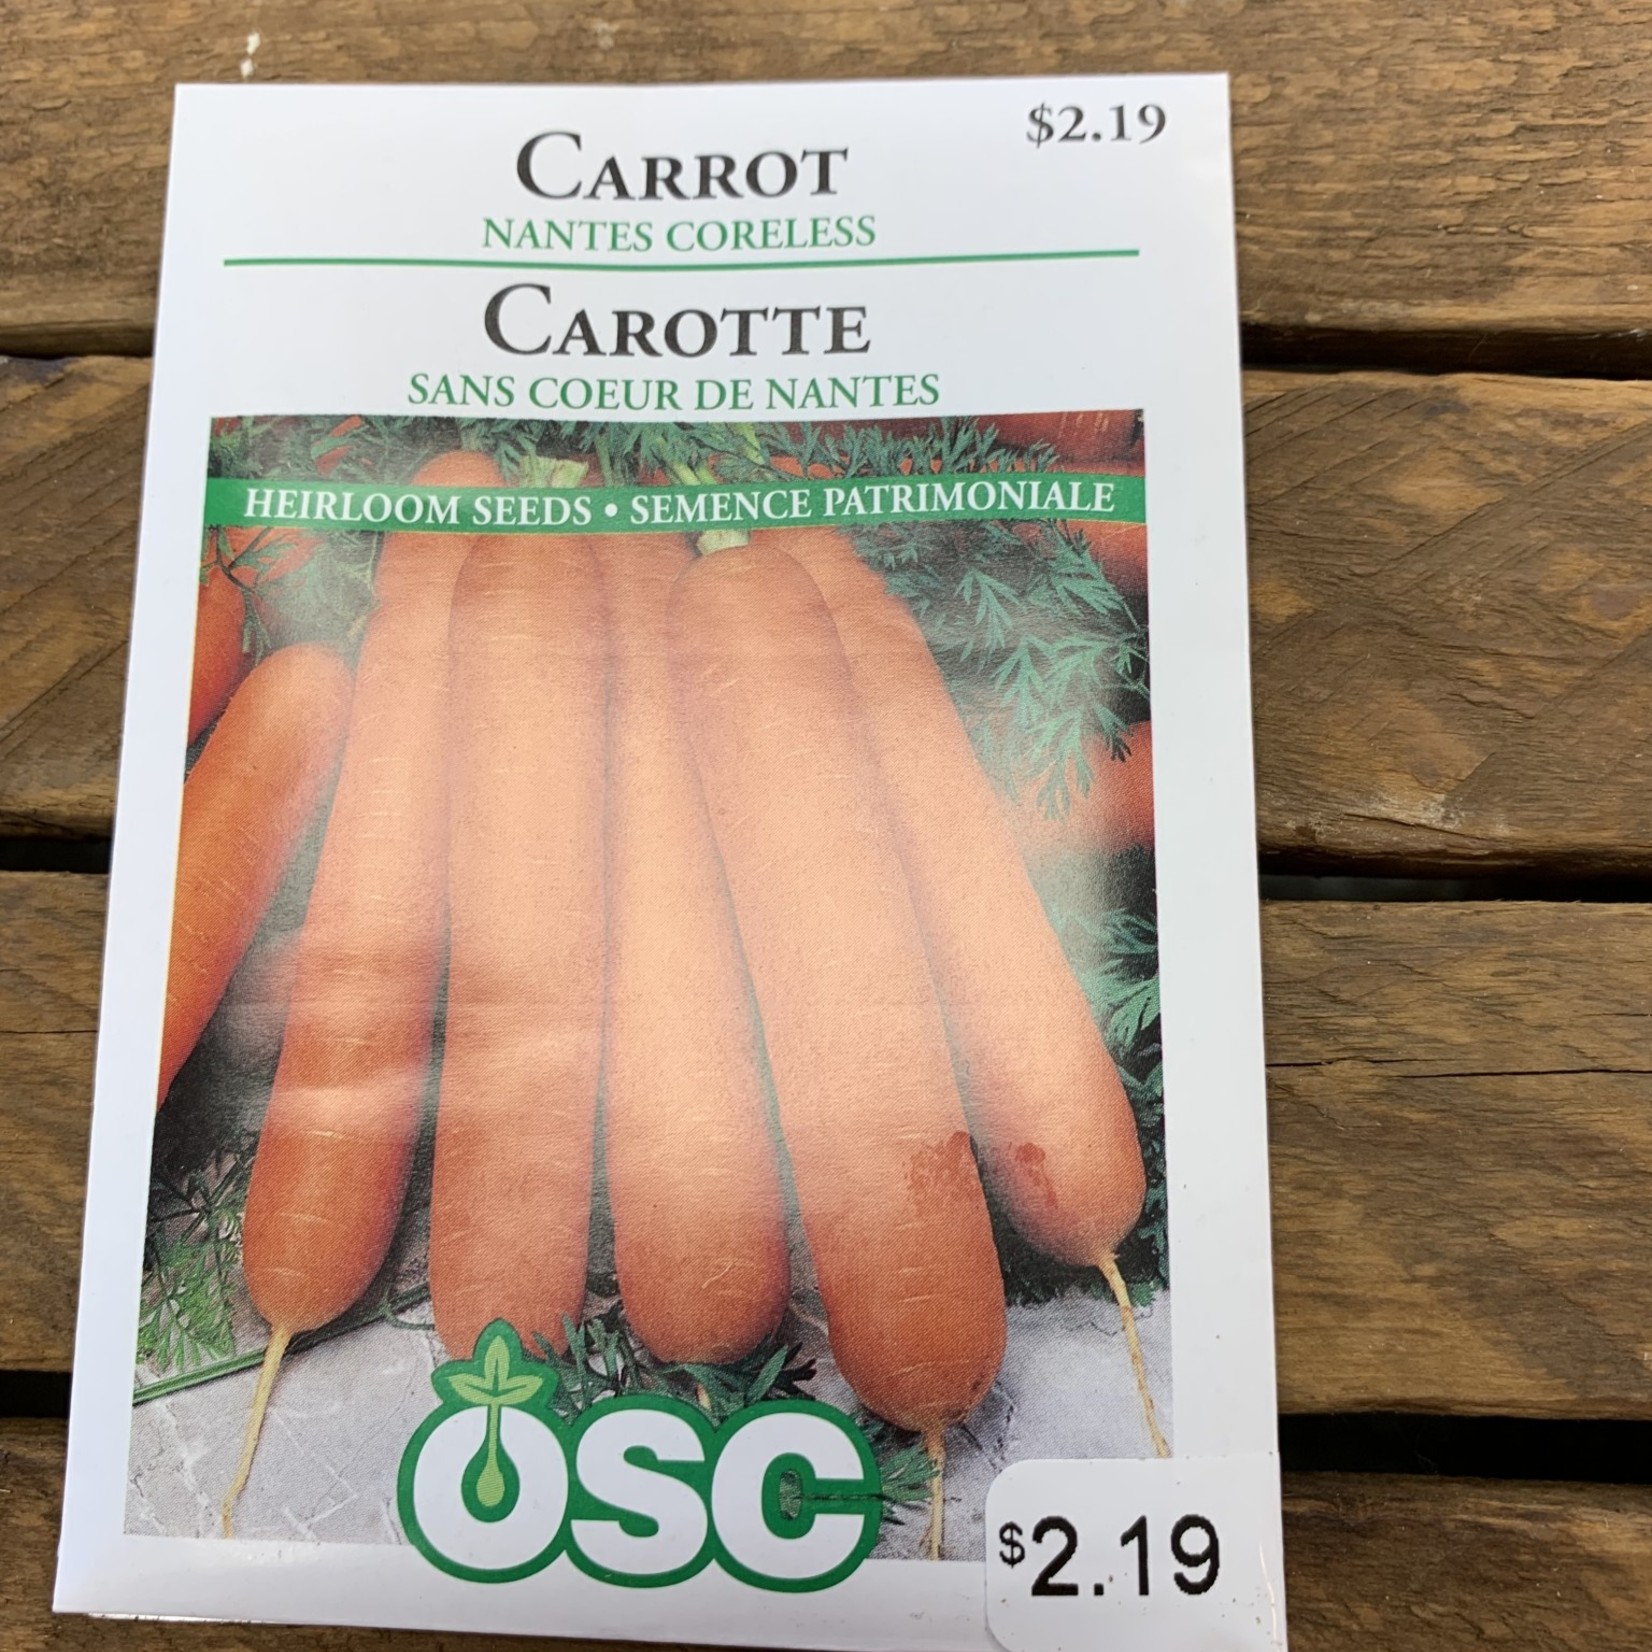 $2.19
CARROT
NANTES CORELESS
CAROTTE
SANS COEUR DE NANTES
HEIRLOOM SEEDS • SEMENCE PATRIMONIALE
OSC
$2.19